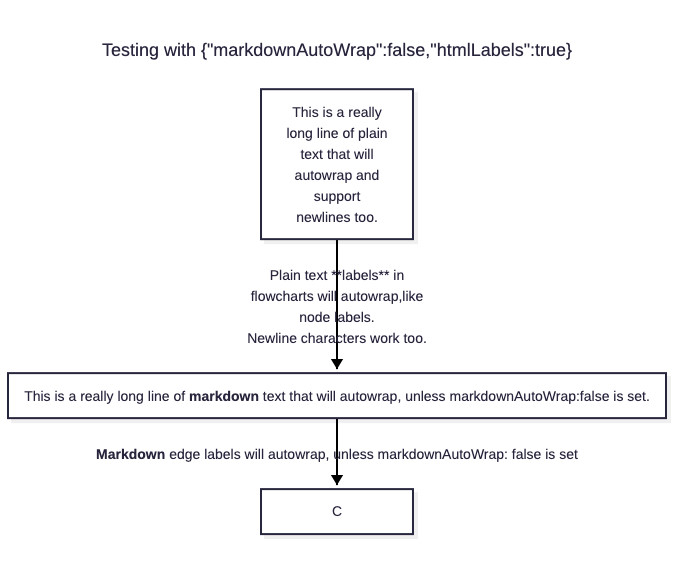 Testing with {"markdownAutoWrap":false,"htmlLabels":true}
This is a really
long line of plain
text that will
autowrap and
support
newlines too.
Plain text **labels** in
flowcharts will autowrap,like
node labels.
Newline characters work too.
This is a really long line of markdown text that will autowrap, unless markdownAutoWrap:false is set.
Markdown edge labels will autowrap, unless markdownAutoWrap: false is set
C